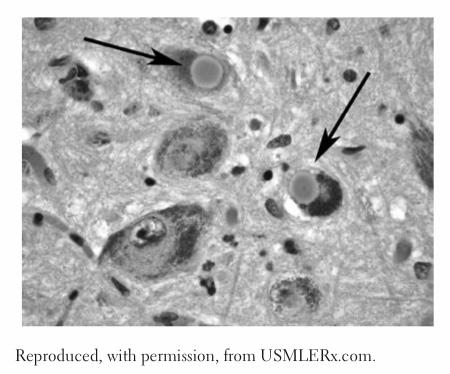 Reproduced, with permission, from USMLERx.com.